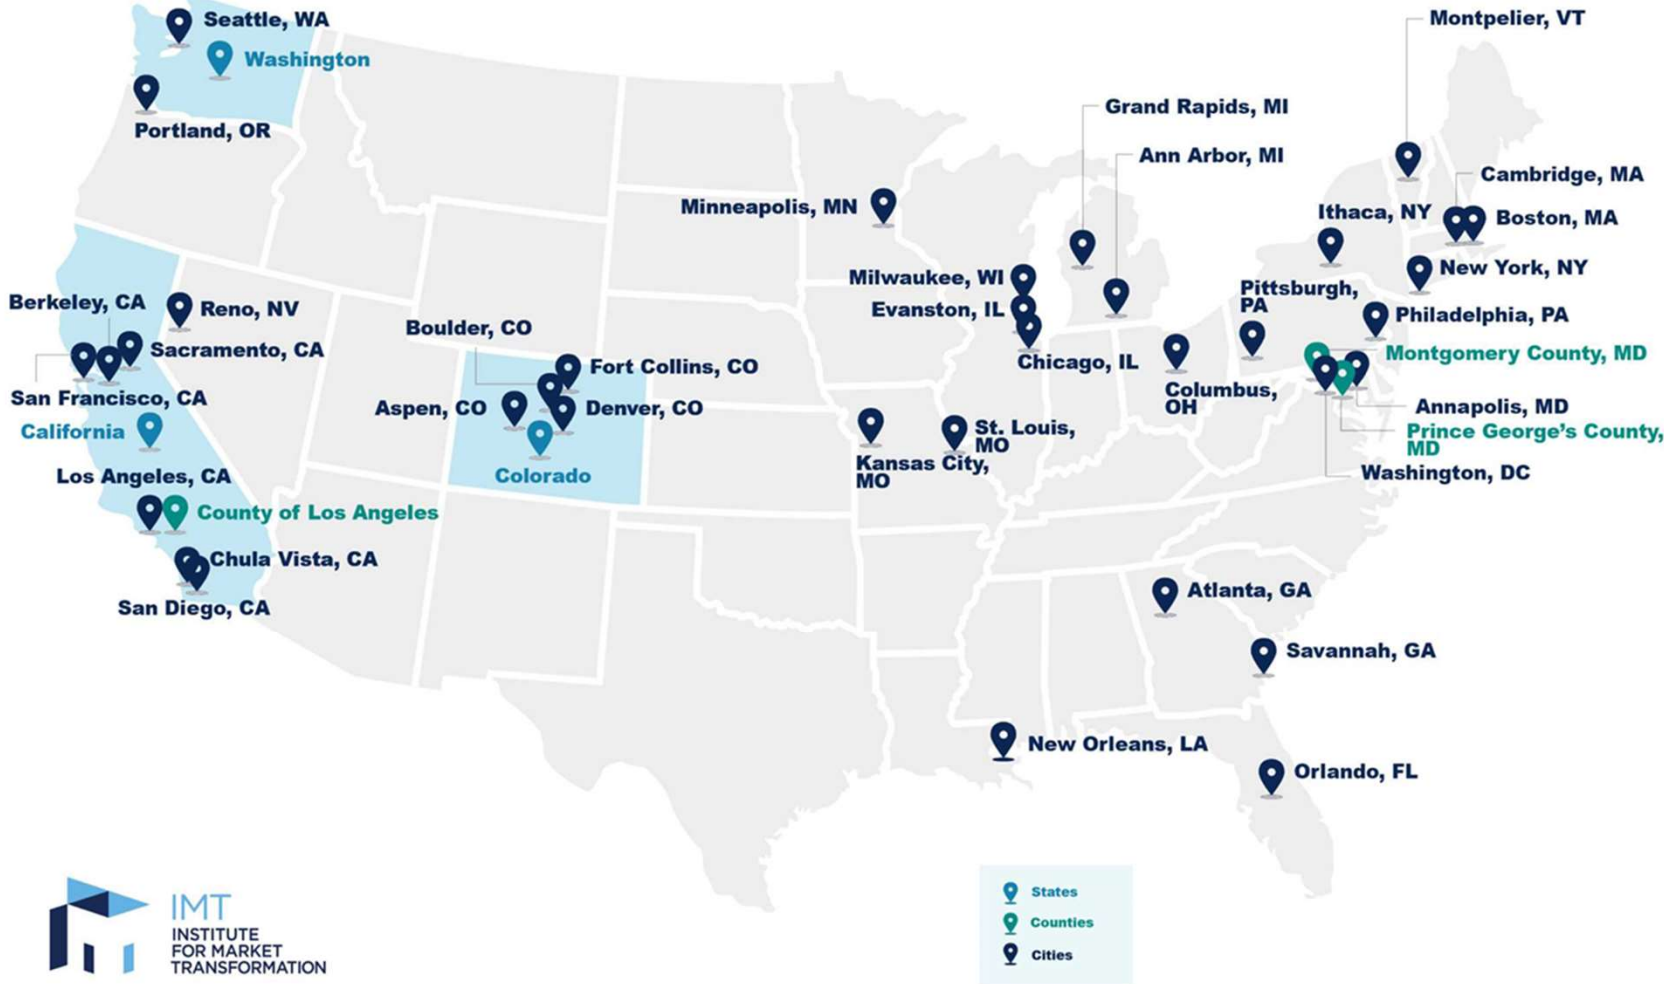 Seattle, WA
Washington
Portland, OR
Montpelier, VT
Grand Rapids, MI
Ann Arbor, MI
Cambridge, MA
Minneapolis, MN
Ithaca, NY
Boston, MA
New York, NY
Milwaukee, WI
Evanston, IL
Chicago, IL
Pittsburgh,
PA
Philadelphia, PA
Montgomery County, MD
Columbus,
OH
Annapolis, MD
Prince George's County,
MD
Washington, DC
Berkeley, CA
Reno, NV
Sacramento, CA
San Francisco, CA
California
Los Angeles, CA
County of Los Angeles
Chula Vista, CA
San Diego, CA
Boulder, CO
Fort Collins, CO
Aspen, CO
Denver, CO
Colorado
St. Louis,
MO
Kansas City,
MO
Atlanta, GA
Savannah, GA
New Orleans, LA
Orlando, FL
IMT
INSTITUTE
FOR MARKET
TRANSFORMATION
States
Counties
Cities